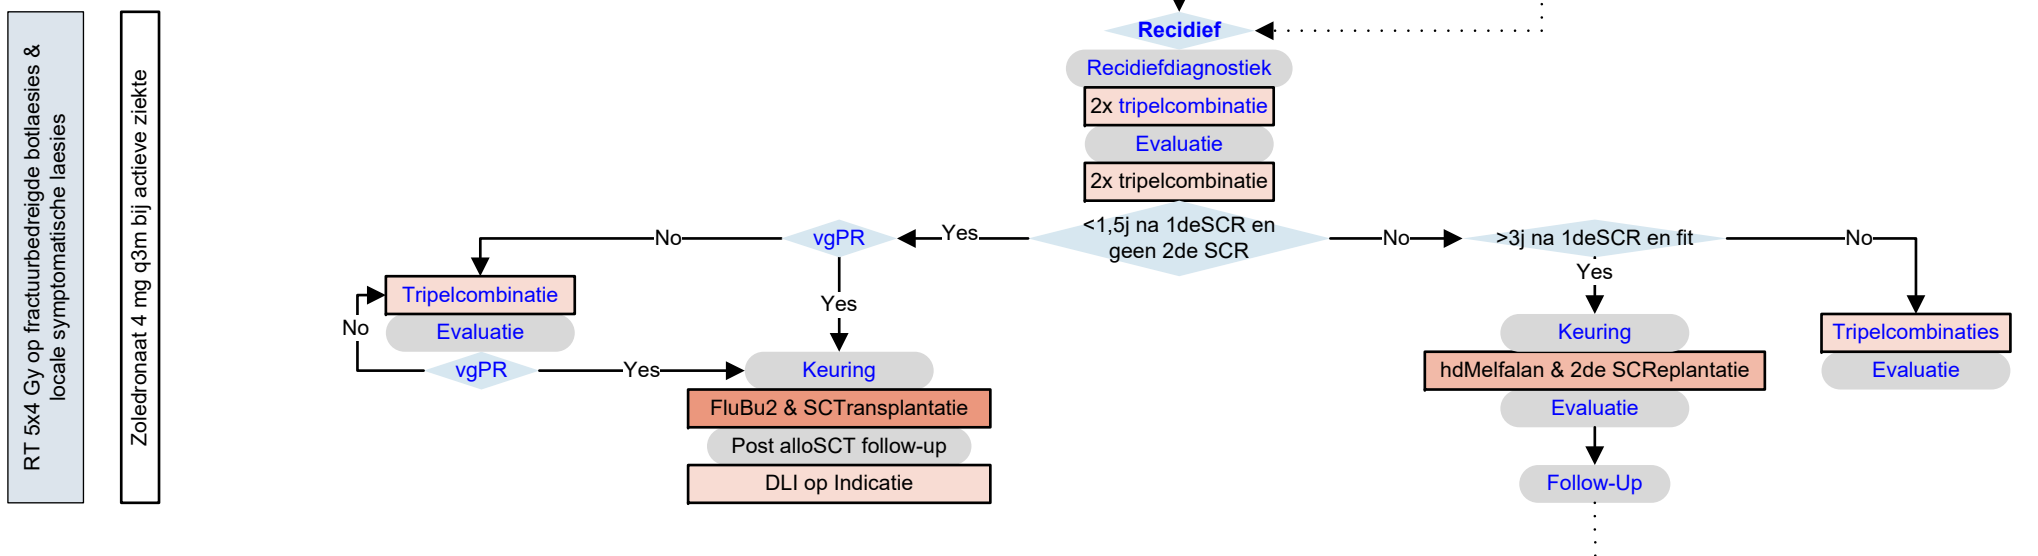 RT 5x4 Gy op fracturbedreigde botlaesies &
locale symptomatische laesies
Zoledronaat 4 mg q3m bij actieve ziekte
Recidief
Recidiefdiagnostiek
2x tripelcombinatie
Evaluatie
2x tripelcombinatie
<1,5j na 1deSCR en
geen 2de SCR
Yes
No
vgPR
No
Yes
Tripelcombinatie
Evaluatie
vgPR
No
Yes
Keuring
FluBu2 & SCTransplantatie
Post alloSCT follow-up
DLI op Indicatie
>3j na 1deSCR en fit
Yes
No
Keuring
hdMelfalan & 2de SCReplantatie
Evaluatie
Follow-Up
Tripelcombinaties
Evaluatie